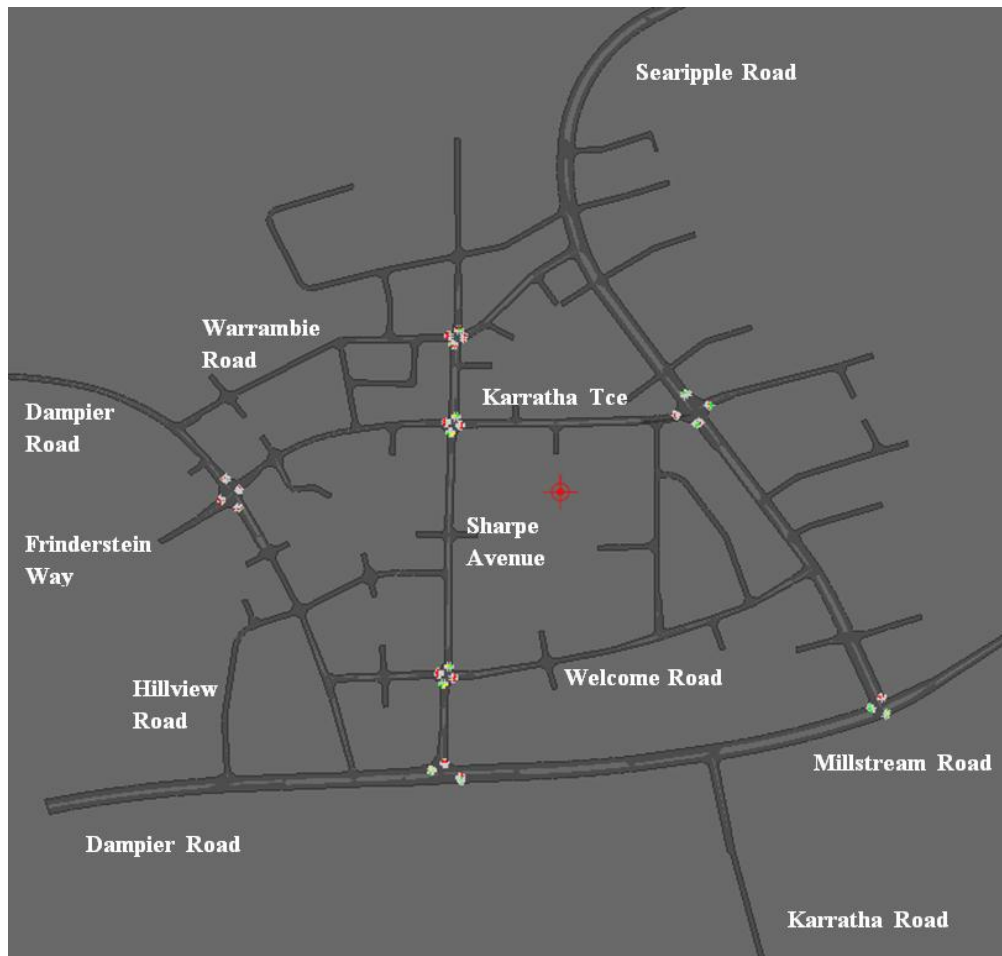 Searipple Road
Warrambie
Road
Karratha Tce
Dampier
Road
Sharpe
Avenue
Frinderstein
Way
Welcome Road
Hillview
Road
Millstream Road
Dampier Road
Karratha Road